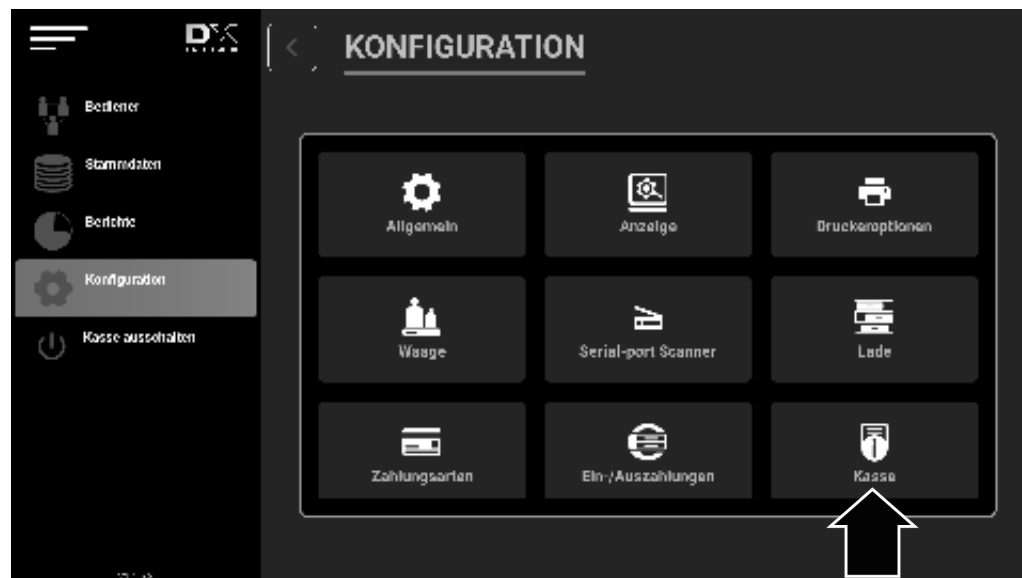 DX
KONFIGURATION
Bediener
Stammdaten
Berichte
Konfiguration
Kasse ausschalten
Allgemein
Anzeige
Druckeroptionen
Waage
Serial-port Scanner
Lade
Zahlungsarten
Ein-/Auszahlungen
Kasse